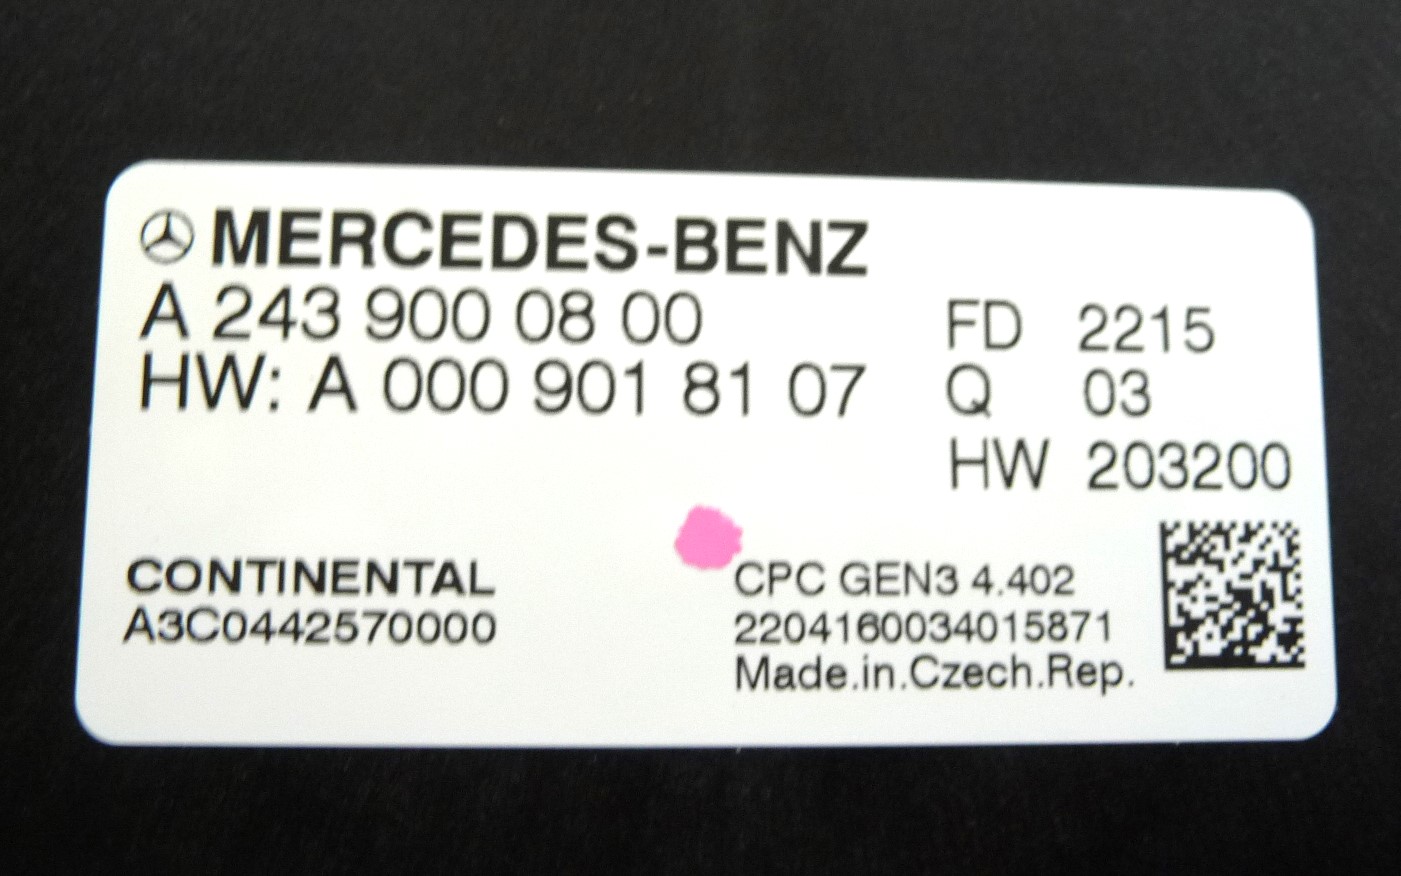 MERCEDES-BENZ
A 243 900 08 00
HW: A 000 901 81 07
FD 2215
Q 03
HW 203200
CONTINENTAL
A3C0442570000
CPC GEN3 4.402
2204160034015871
Made.in.Czech.Rep.